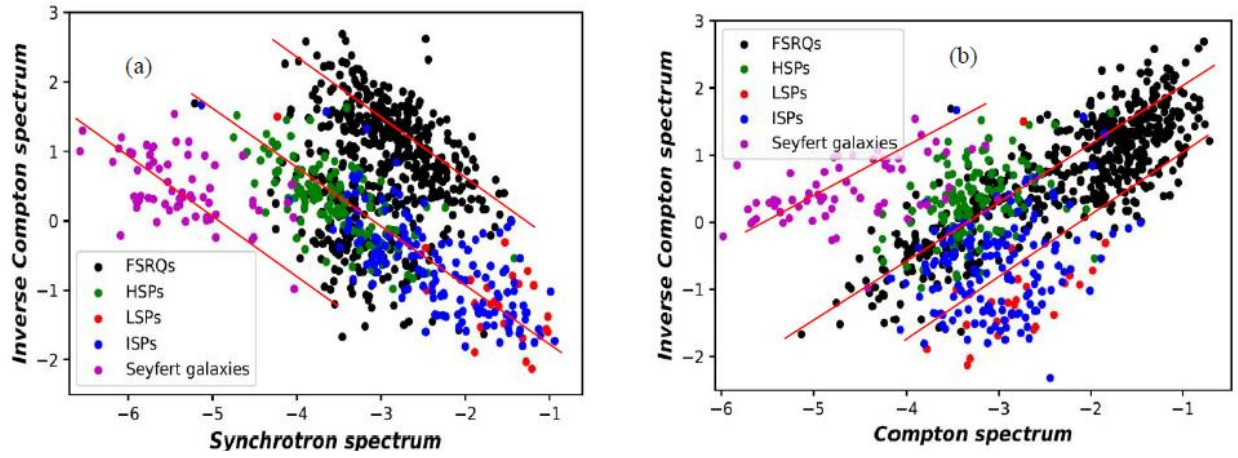 (a)
3
2
1
0
−1
−2
Inverse Compton spectrum
FSRQs
HSPs
LSPs
ISPs
Seyfert galaxies
−6 −5 −4 −3 −2 −1
Synchrotron spectrum
(b)
3
2
1
0
−1
−2
Inverse Compton spectrum
FSRQs
HSPs
LSPs
ISPs
Seyfert galaxies
−6 −5 −4 −3 −2 −1
Compton spectrum